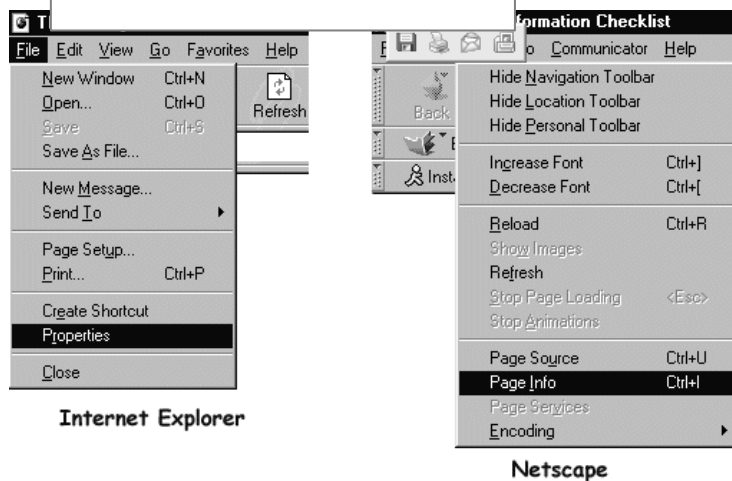 File Edit View Go Favorites Help
New Window Ctrl+N
Open... Ctrl+O
Save Ctrl+S
Save As File...
New Message...
Send To
Page Setup...
Print... Ctrl+P
Create Shortcut
Properties
Close
Refresh
Internet Explorer
Checklist
Communicator Help
Back
Hide Navigation Toolbar
Hide Location Toolbar
Hide Personal Toolbar
Increase Font Ctrl+]
Decrease Font Ctrl+[
Reload Ctrl+R
Show Images
Refresh
Stop Page Loading <Esc>
Stop Animations
Page Source Ctrl+U
Page Info Ctrl+I
Page Services
Encoding
Netscape